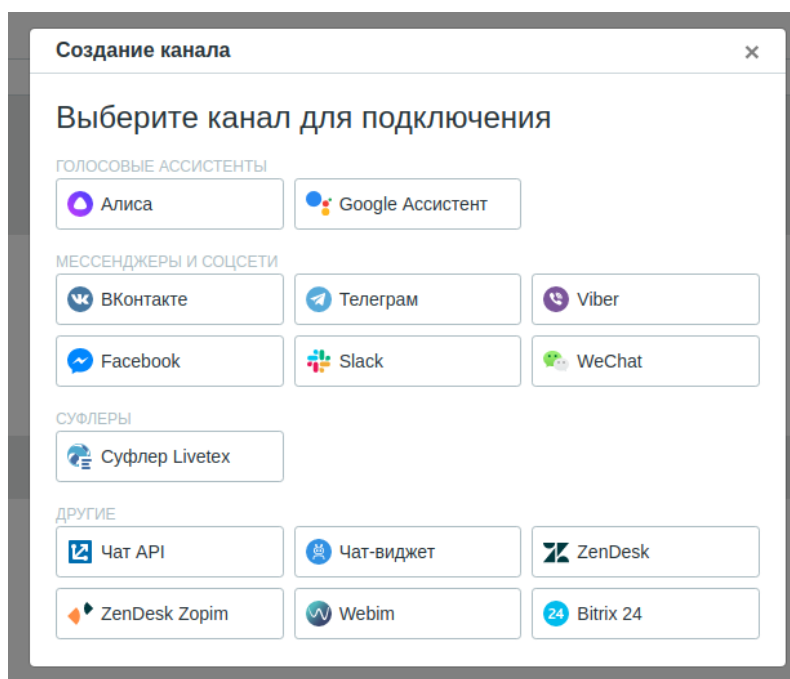 Создание канала ×
Выберите канал для подключения
ГОЛОСОВЫЕ АССИСТЕНТЫ
Алиса Google Ассистент
МЕССЕНДЖЕРЫ И СОЦСЕТИ
ВКонтакте Телеграм Viber
Facebook Slack WeChat
СУФЛЕРЫ
Суфлер Livetex
ДРУГИЕ
Чат API Чат-виджет ZenDesk
ZenDesk Zopim Webim 24 Bitrix 24